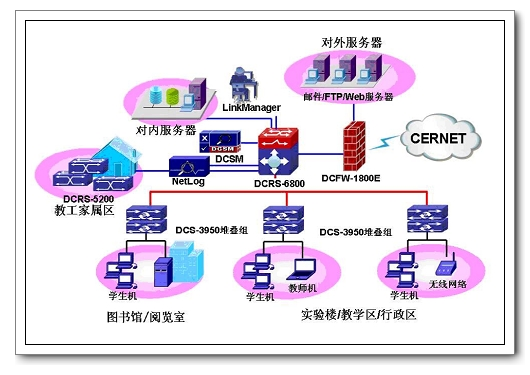 对外服务器
邮件/FTP/Web服务器
LinkManager
对内服务器
CERNET
DCSM
DCSM
NetLog
DCRS-6800
DCFW-1800E
DCRS-5200
教工家属区
DCS-3950堆叠组
DCS-3950堆叠组
学生机
学生机
教师机
学生机
无线网络
图书馆/阅览室
实验楼/教学区/行政区